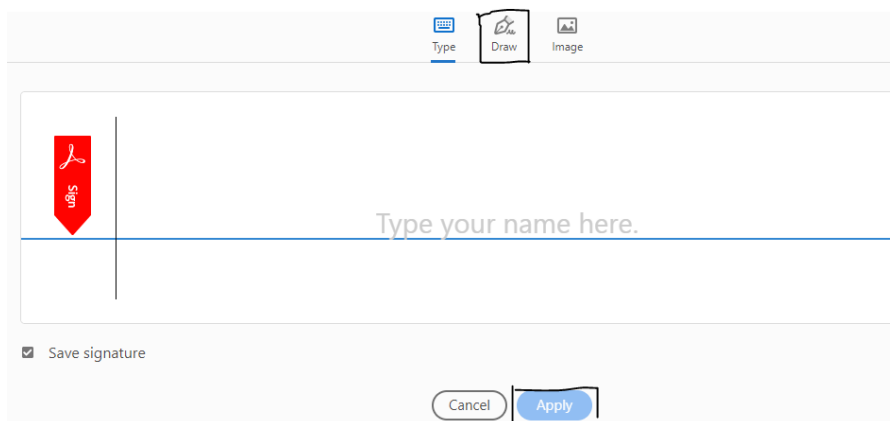 Type Draw Image
Sign
Type your name here.
Save signature
Cancel Apply